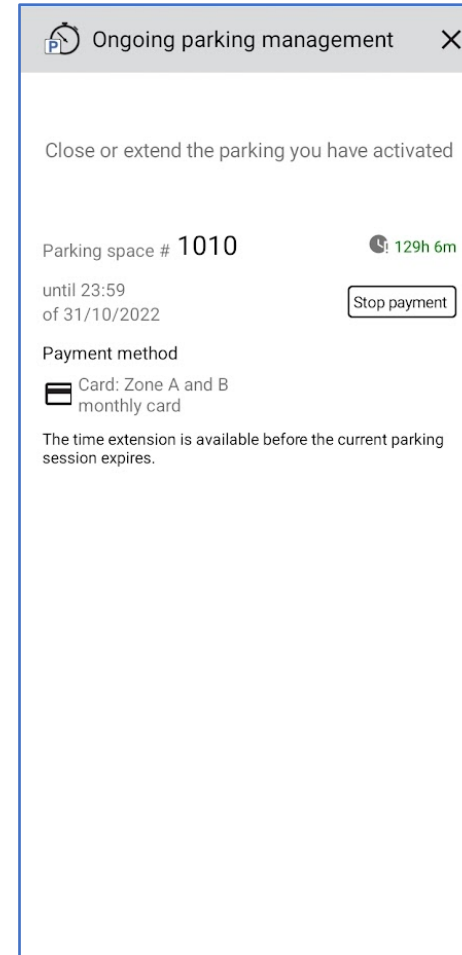 P Ongoing parking management
Close or extend the parking you have activated
Parking space # 1010
129h 6m
until 23:59
of 31/10/2022
Stop payment
Payment method
Card: Zone A and B
monthly card
The time extension is available before the current parking
session expires.